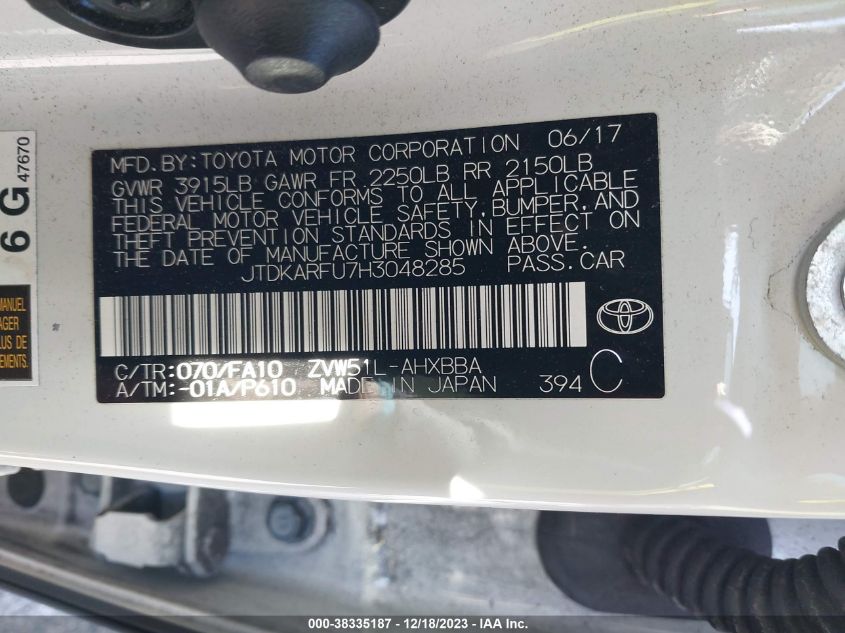 MFD.BY:TOYOTA MOTOR CORPORATION 06/17
GVWR 3915LB GAWR FR 2250LB RR 2150LB
THIS VEHICLE CONFORMS TO ALL APPLICABLE
FEDERAL MOTOR VEHICLE SAFETY,BUMPER,AND
THEFT PREVENTION STANDARDS IN EFFECT ON
THE DATE OF MANUFACTURE SHOWN ABOVE.
JTDKARFU7H3048285 PASS.CAR
C/TR:070/FA10 ZVW51L-AHXBBA
A/TM:-01A/P610 MADE IN JAPAN 394 C
6 G 47670
MANUEL
AGER
PLUS
EMENTS.
000-38335187 - 12/18/2023 - IAA Inc.